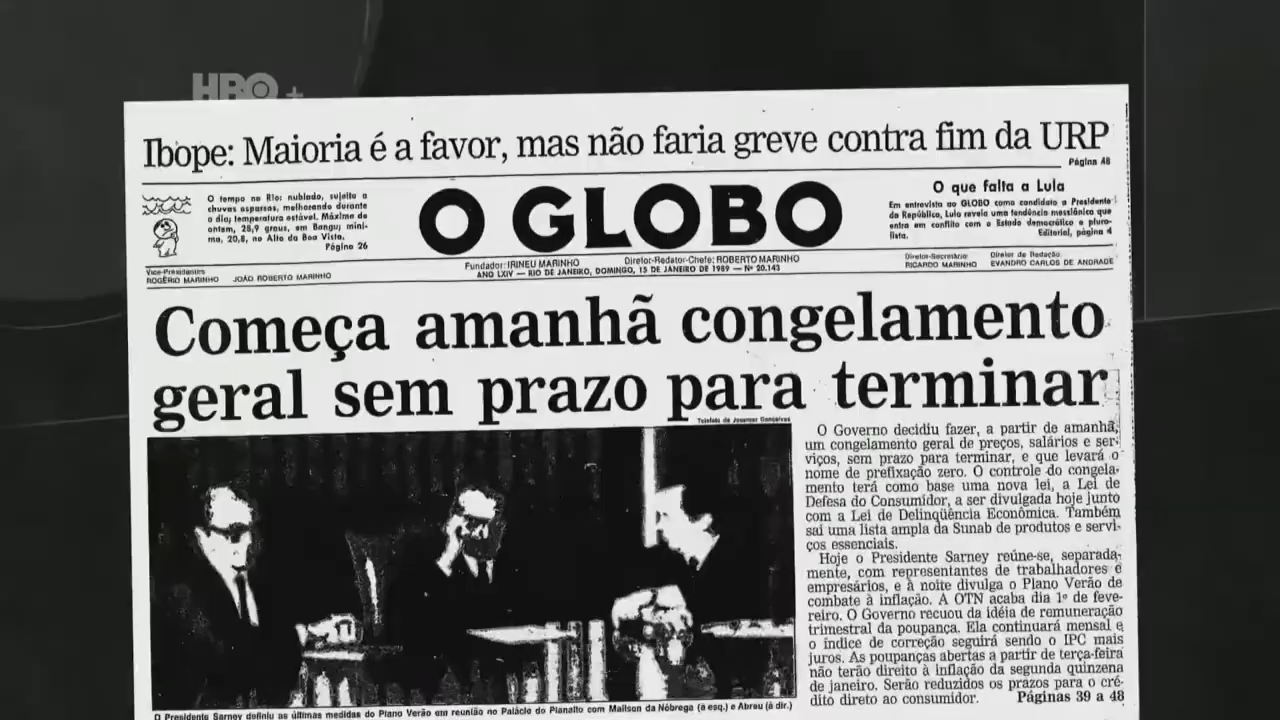 HBO+
Ibope: Maioria é a favor, mas não faria greve contra fim da URP
Página 48
O tempo no Rio: nublado, sujeito a
chuvas esparsas, melhorando durante
o dia; temperatura estável. Máxima de
ontem, 28,9 graus, em Bangu; míni-
ma, 20,8, no Alto da Boa Vista.
Página 26
O GLOBO
O que falta a Lula
Em entrevista ao GLOBO como candidato a Presidente
da República, Lula revela uma tendência messiânica que
entra em conflito com o Estado democrático e plura-
lista.
Editorial, página 4
Vice-Presidentes
ROGÉRIO MARINHO JOÃO ROBERTO MARINHO
Fundador: IRINEU MARINHO Diretor-Redator-Chefe: ROBERTO MARINHO
ANO LXIV — RIO DE JANEIRO, DOMINGO, 15 DE JANEIRO DE 1989 — Nº 20.143
Diretor-Secretário:
RICARDO MARINHO
Diretor de Redação:
EVANDRO CARLOS DE ANDRADE
Começa amanhã congelamento
geral sem prazo para terminar
Telefoto de Josemar Gonçalves
O Governo decidiu fazer, a partir de amanhã,
um congelamento geral de preços, salários e ser-
viços, sem prazo para terminar, e que levará o
nome de prefixação zero. O controle do congela-
mento terá como base uma nova lei, a Lei de
Defesa do Consumidor, a ser divulgada hoje junto
com a Lei de Delinqüência Econômica. Também
sai uma lista ampla da Sunab de produtos e servi-
ços essenciais.
Hoje o Presidente Sarney reúne-se, separada-
mente, com representantes de trabalhadores e
empresários, e à noite divulga o Plano Verão de
combate à inflação. A OTN acaba dia 1º de feve-
reiro. O Governo recuou da idéia de remuneração
trimestral da poupança. Ela continuará mensal e
o índice de correção seguirá sendo o IPC mais
juros. As poupanças abertas a partir de terça-feira
não terão direito à inflação da segunda quinzena
de janeiro. Serão reduzidos os prazos para o cré-
dito direto ao consumidor.
Páginas 39 a 48
O Presidente Sarney definiu as últimas medidas do Plano Verão em reunião no Palácio do Planalto com Maílson da Nóbrega (à esq.) e Abreu (à dir.)